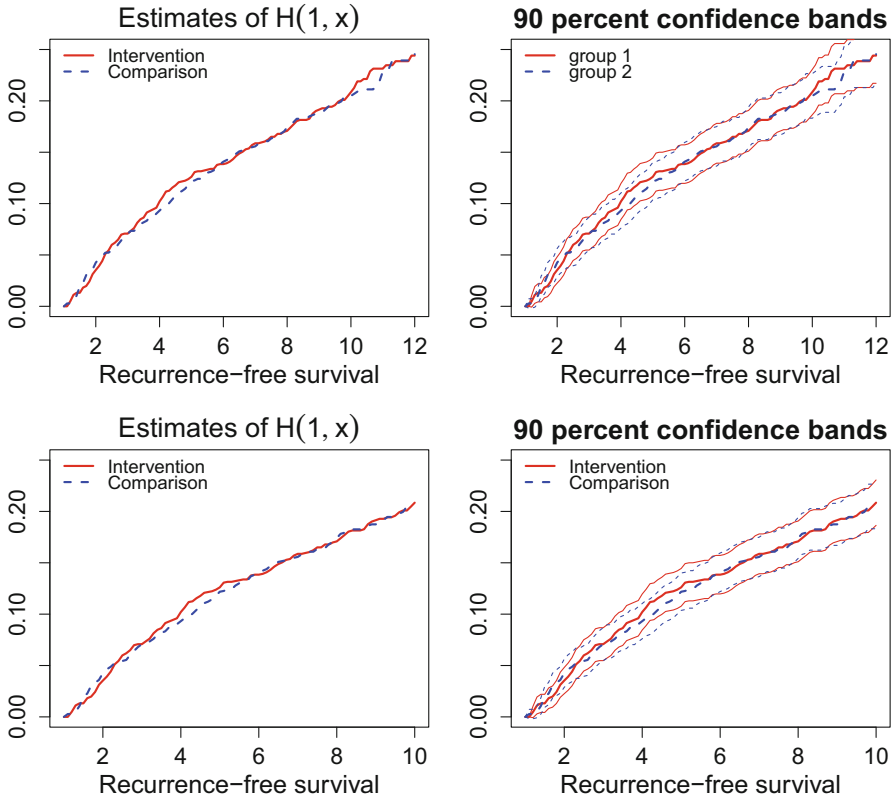 Estimates of H(1, x)
Intervention
Comparison
0.00
0.10
0.20
2
4
6
8
10
12
Recurrence−free survival
90 percent confidence bands
group 1
group 2
0.00
0.10
0.20
2
4
6
8
10
12
Recurrence−free survival
Estimates of H(1, x)
Intervention
Comparison
0.00
0.10
0.20
2
4
6
8
10
Recurrence−free survival
90 percent confidence bands
Intervention
Comparison
0.00
0.10
0.20
2
4
6
8
10
Recurrence−free survival